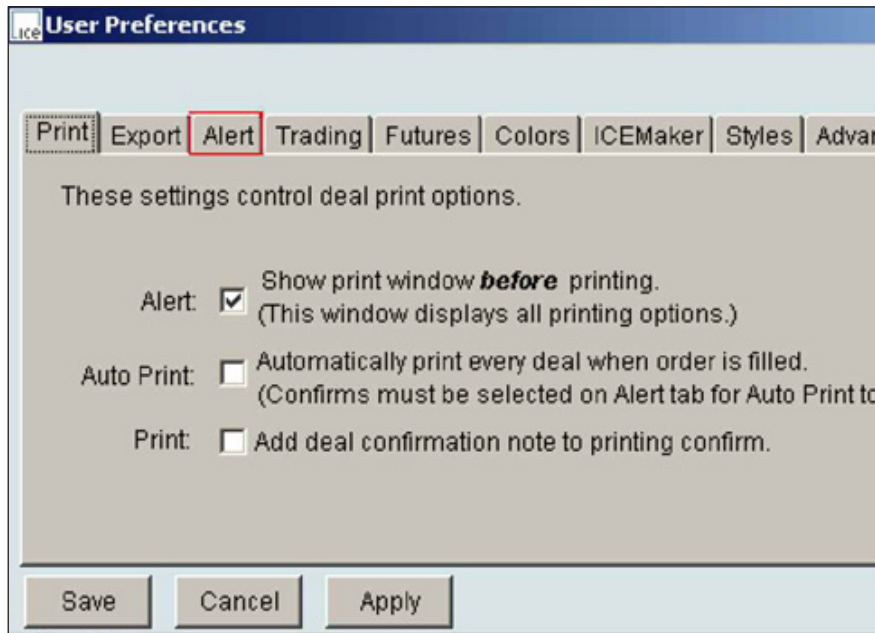 ice User Preferences
Print Export Alert Trading Futures Colors ICEMaker Styles Advan
These settings control deal print options.
Alert: Show print window before printing.
(This window displays all printing options.)
Auto Print: Automatically print every deal when order is filled.
(Confirms must be selected on Alert tab for Auto Print to
Print: Add deal confirmation note to printing confirm.
Save Cancel Apply